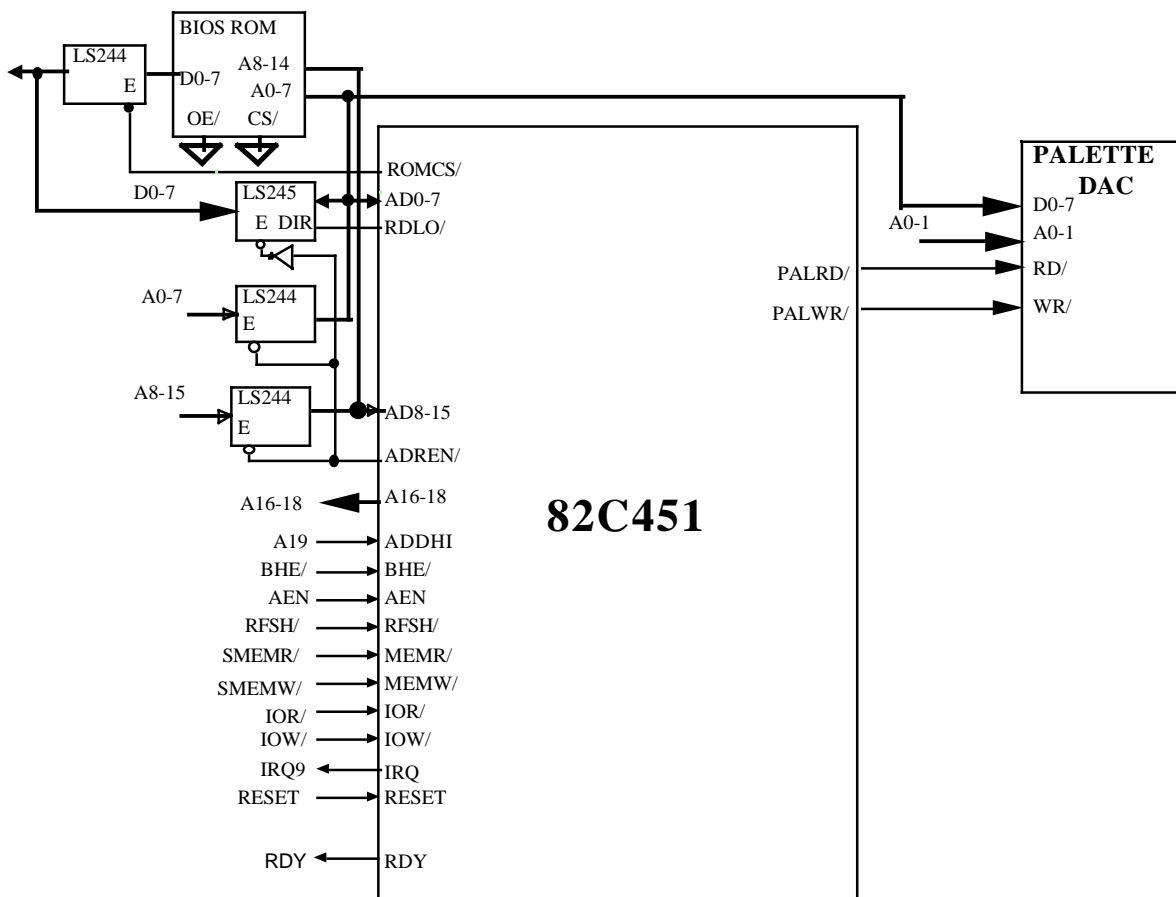 BIOS ROM
LS244
E
D0-7
A8-14
A0-7
OE/
CS/
ROMCS/
D0-7
LS245
E
DIR
AD0-7
RDLO/
A0-7
LS244
E
A8-15
LS244
E
AD8-15
ADREN/
A16-18
A16-18
A19
ADDHI
BHE/
BHE/
AEN
AEN
RFSH/
RFSH/
SMEMR/
MEMR/
SMEMW/
MEMW/
IOR/
IOR/
IOW/
IOW/
IRQ9
IRQ
RESET
RESET
RDY
RDY
82C451
PALRD/
PALWR/
A0-1
PALETTE
DAC
D0-7
A0-1
RD/
WR/